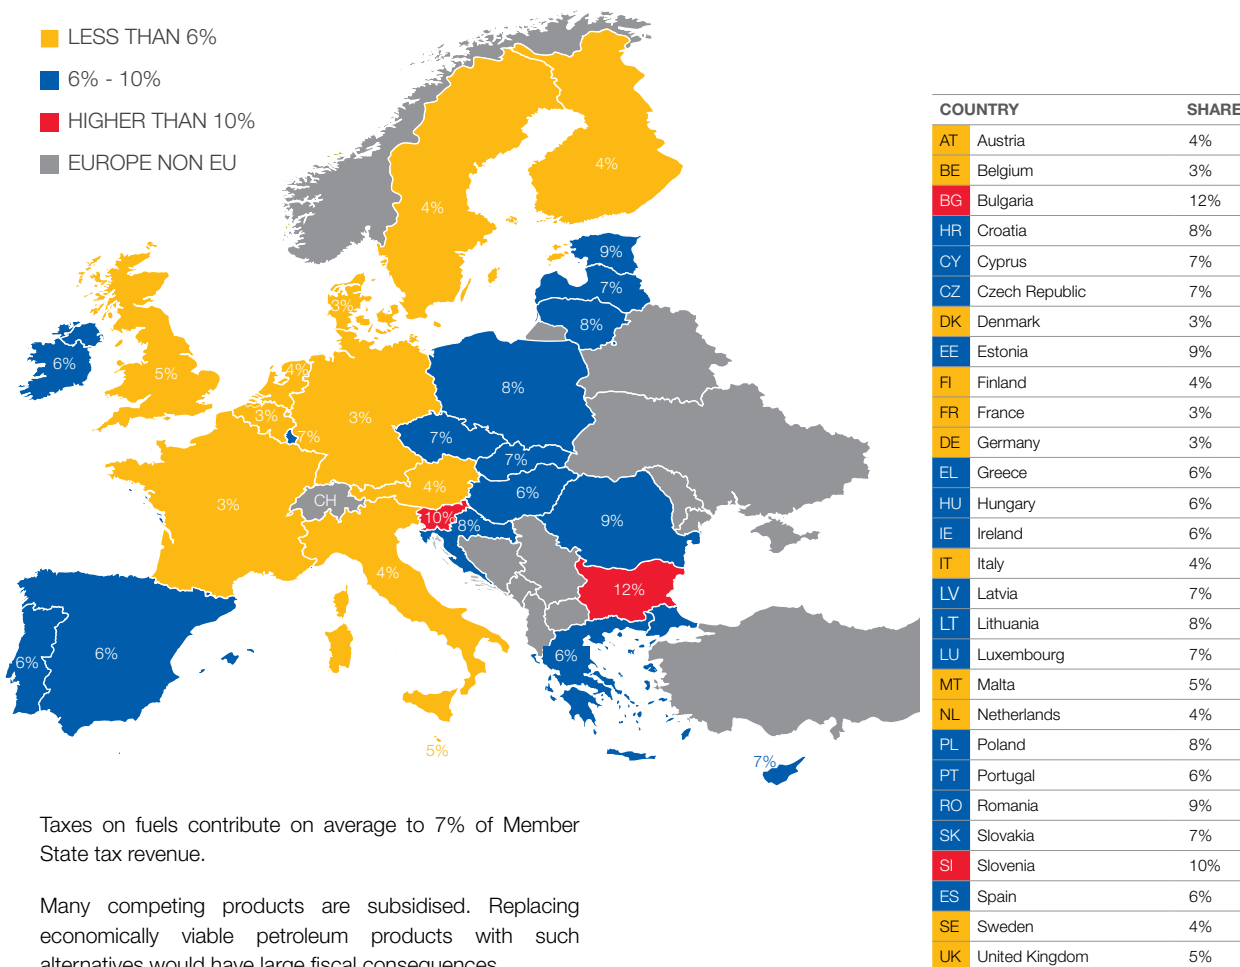 LESS THAN 6%
6% - 10%
HIGHER THAN 10%
EUROPE NON EU
4%
4%
9%
7%
8%
3%
6%
5%
4%
3%
7%
3%
8%
7%
7%
4%
6%
3%
CH
10%
8%
9%
4%
12%
6%
6%
6%
5%
7%
COUNTRY SHARE
AT Austria 4%
BE Belgium 3%
BG Bulgaria 12%
HR Croatia 8%
CY Cyprus 7%
CZ Czech Republic 7%
DK Denmark 3%
EE Estonia 9%
FI Finland 4%
FR France 3%
DE Germany 3%
EL Greece 6%
HU Hungary 6%
IE Ireland 6%
IT Italy 4%
LV Latvia 7%
LT Lithuania 8%
LU Luxembourg 7%
MT Malta 5%
NL Netherlands 4%
PL Poland 8%
PT Portugal 6%
RO Romania 9%
SK Slovakia 7%
SI Slovenia 10%
ES Spain 6%
SE Sweden 4%
UK United Kingdom 5%
Taxes on fuels contribute on average to 7% of Member
State tax revenue.
Many competing products are subsidised. Replacing
economically viable petroleum products with such
alternatives would have large fiscal consequences.